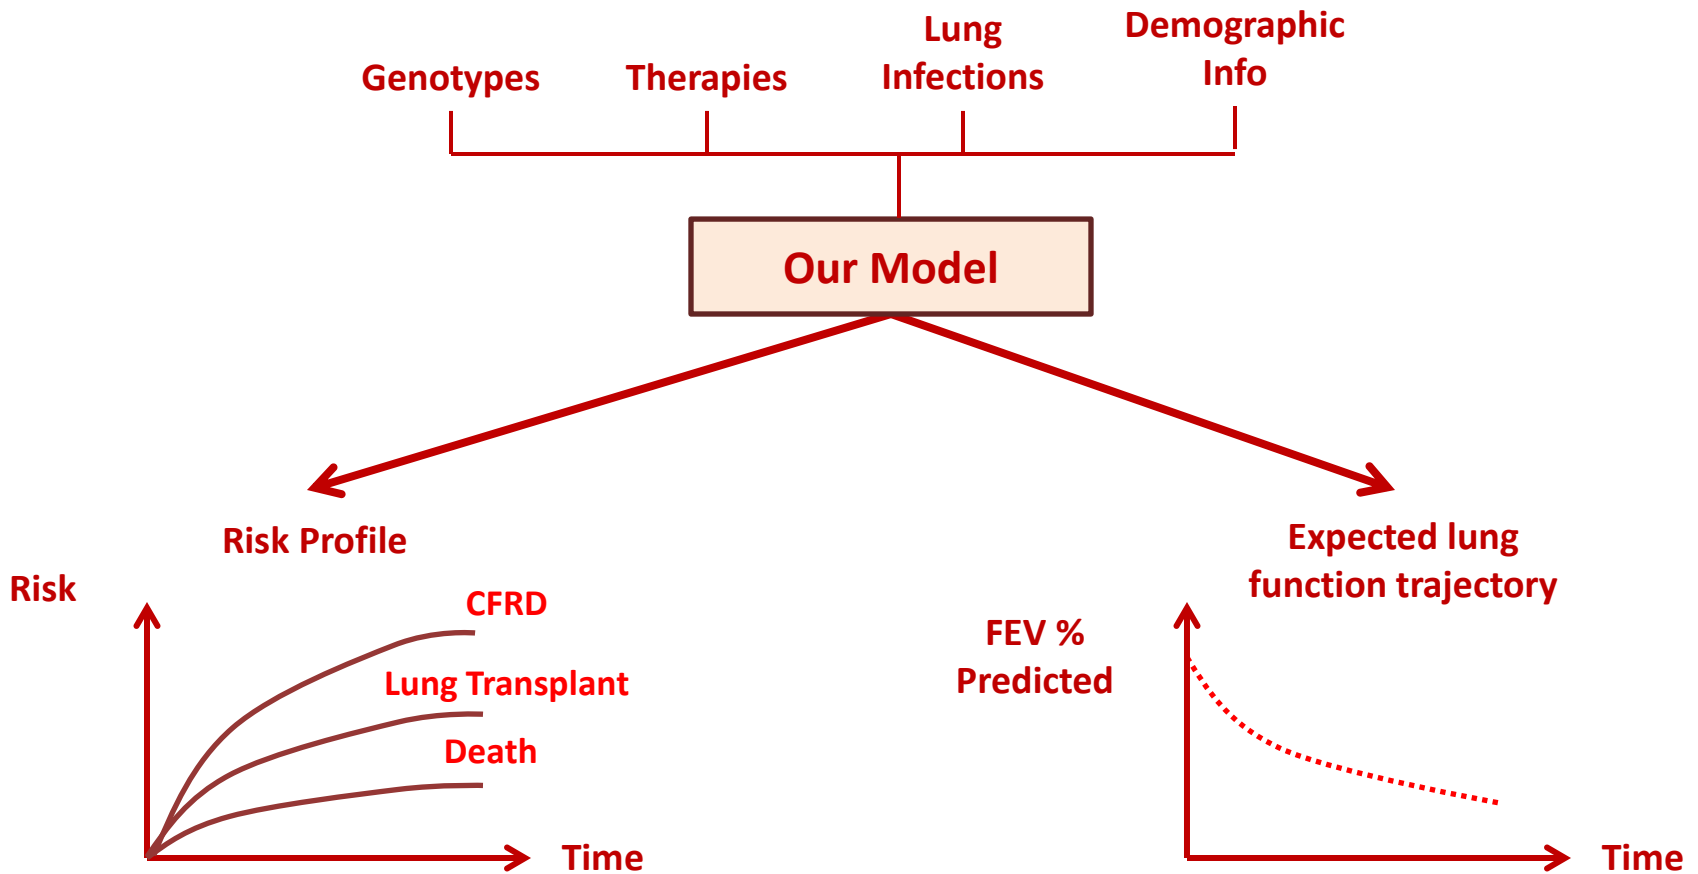 Genotypes
Therapies
Lung
Infections
Demographic
Info
Our Model
Risk Profile
Risk
CFRD
Lung Transplant
Death
Time
Expected lung
function trajectory
FEV %
Predicted
Time